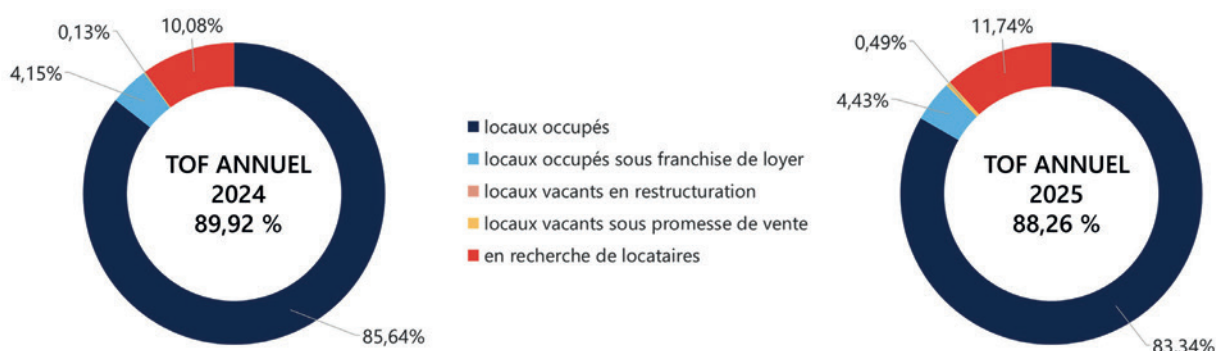 10,08%
0,13%
4,15%
TOF ANNUEL
2024
89,92 %
85,64%
locaux occupés
locaux occupés sous franchise de loyer
locaux vacants en restructuration
locaux vacants sous promesse de vente
en recherche de locataires
11,74%
0,49%
4,43%
TOF ANNUEL
2025
88,26 %
83,34%